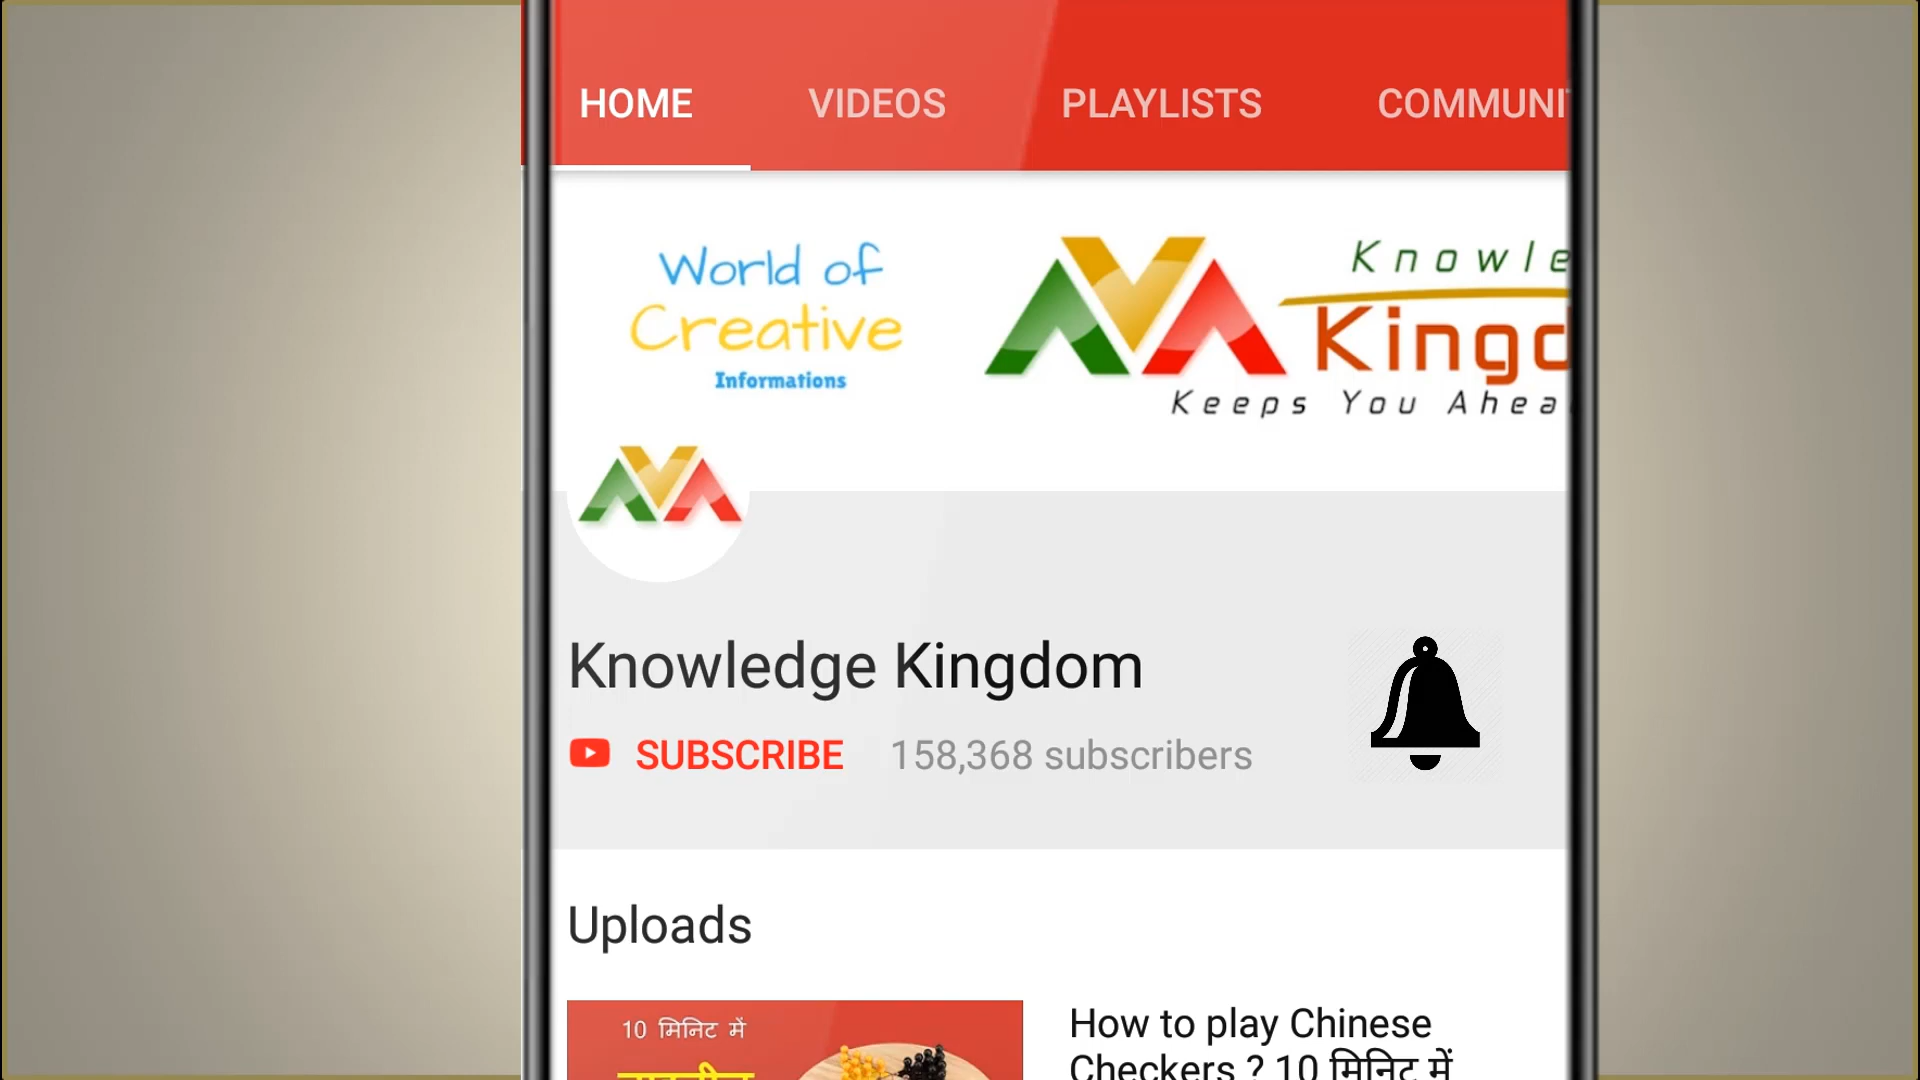 HOME VIDEOS PLAYLISTS COMMUNI
World of
Creative
Informations
Knowle
Kingd
Keeps You Ahea
Knowledge Kingdom
SUBSCRIBE 158,368 subscribers
Uploads
10 मिनिट में
How to play Chinese
Checkers ? 10 मिनिट में